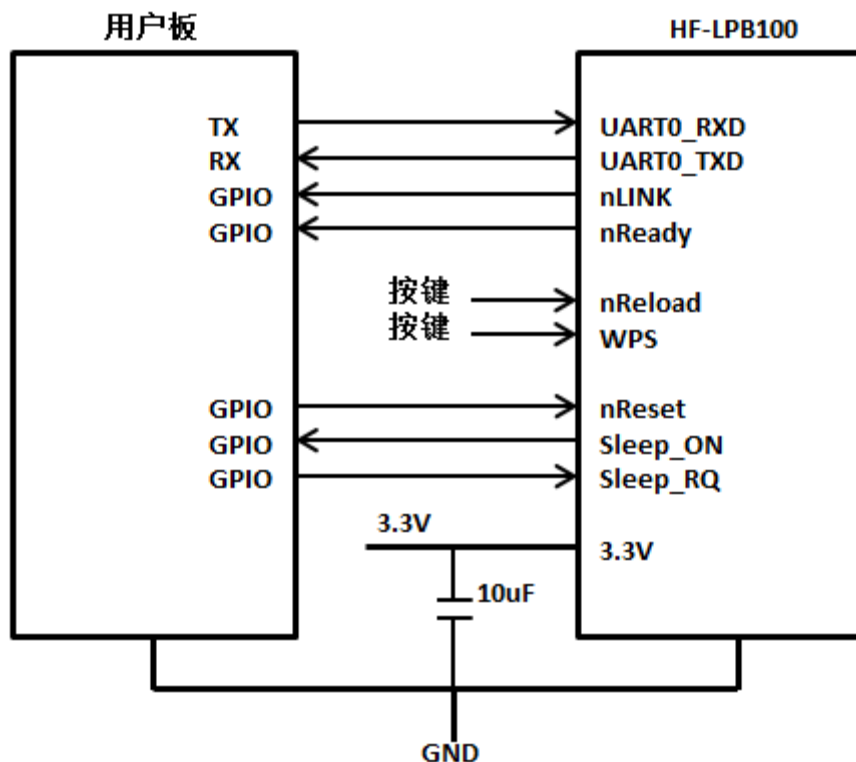 用户板
HF-LPB100
TX
UART0_RXD
RX
UART0_TXD
GPIO
nLINK
GPIO
nReady
按键
nReload
按键
WPS
GPIO
nReset
GPIO
Sleep_ON
GPIO
Sleep_RQ
3.3V
3.3V
10uF
GND